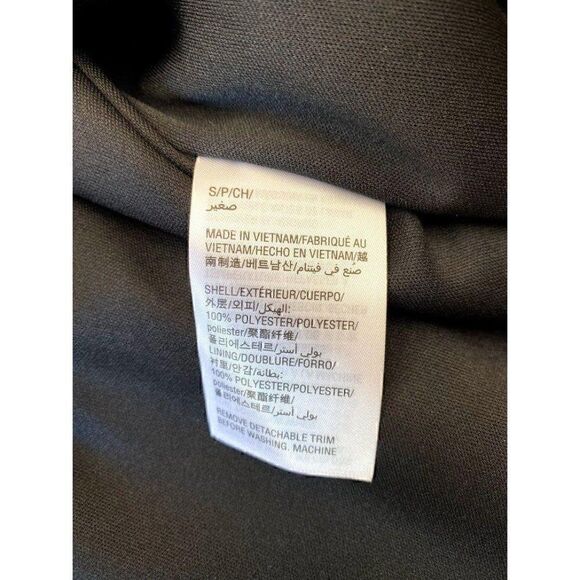 S/P/CH/
صغير
MADE IN VIETNAM/FABRIQUÉ AU
VIETNAM/HECHO EN VIETNAM/越
南制造/베트남산/صُنع في فيتنام
SHELL/EXTÉRIEUR/CUERPO/
外层/외피/الهيكل:
100% POLYESTER/POLYESTER/
poliester/聚酯纤维/
폴리에스테르/بولي أستر
LINING/DOUBLURE/FORRO/
衬里/안감/بطانة:
100% POLYESTER/POLYESTER/
poliester/聚酯纤维/
폴리에스테르/بولي أستر
REMOVE DETACHABLE TRIM
BEFORE WASHING. MACHINE